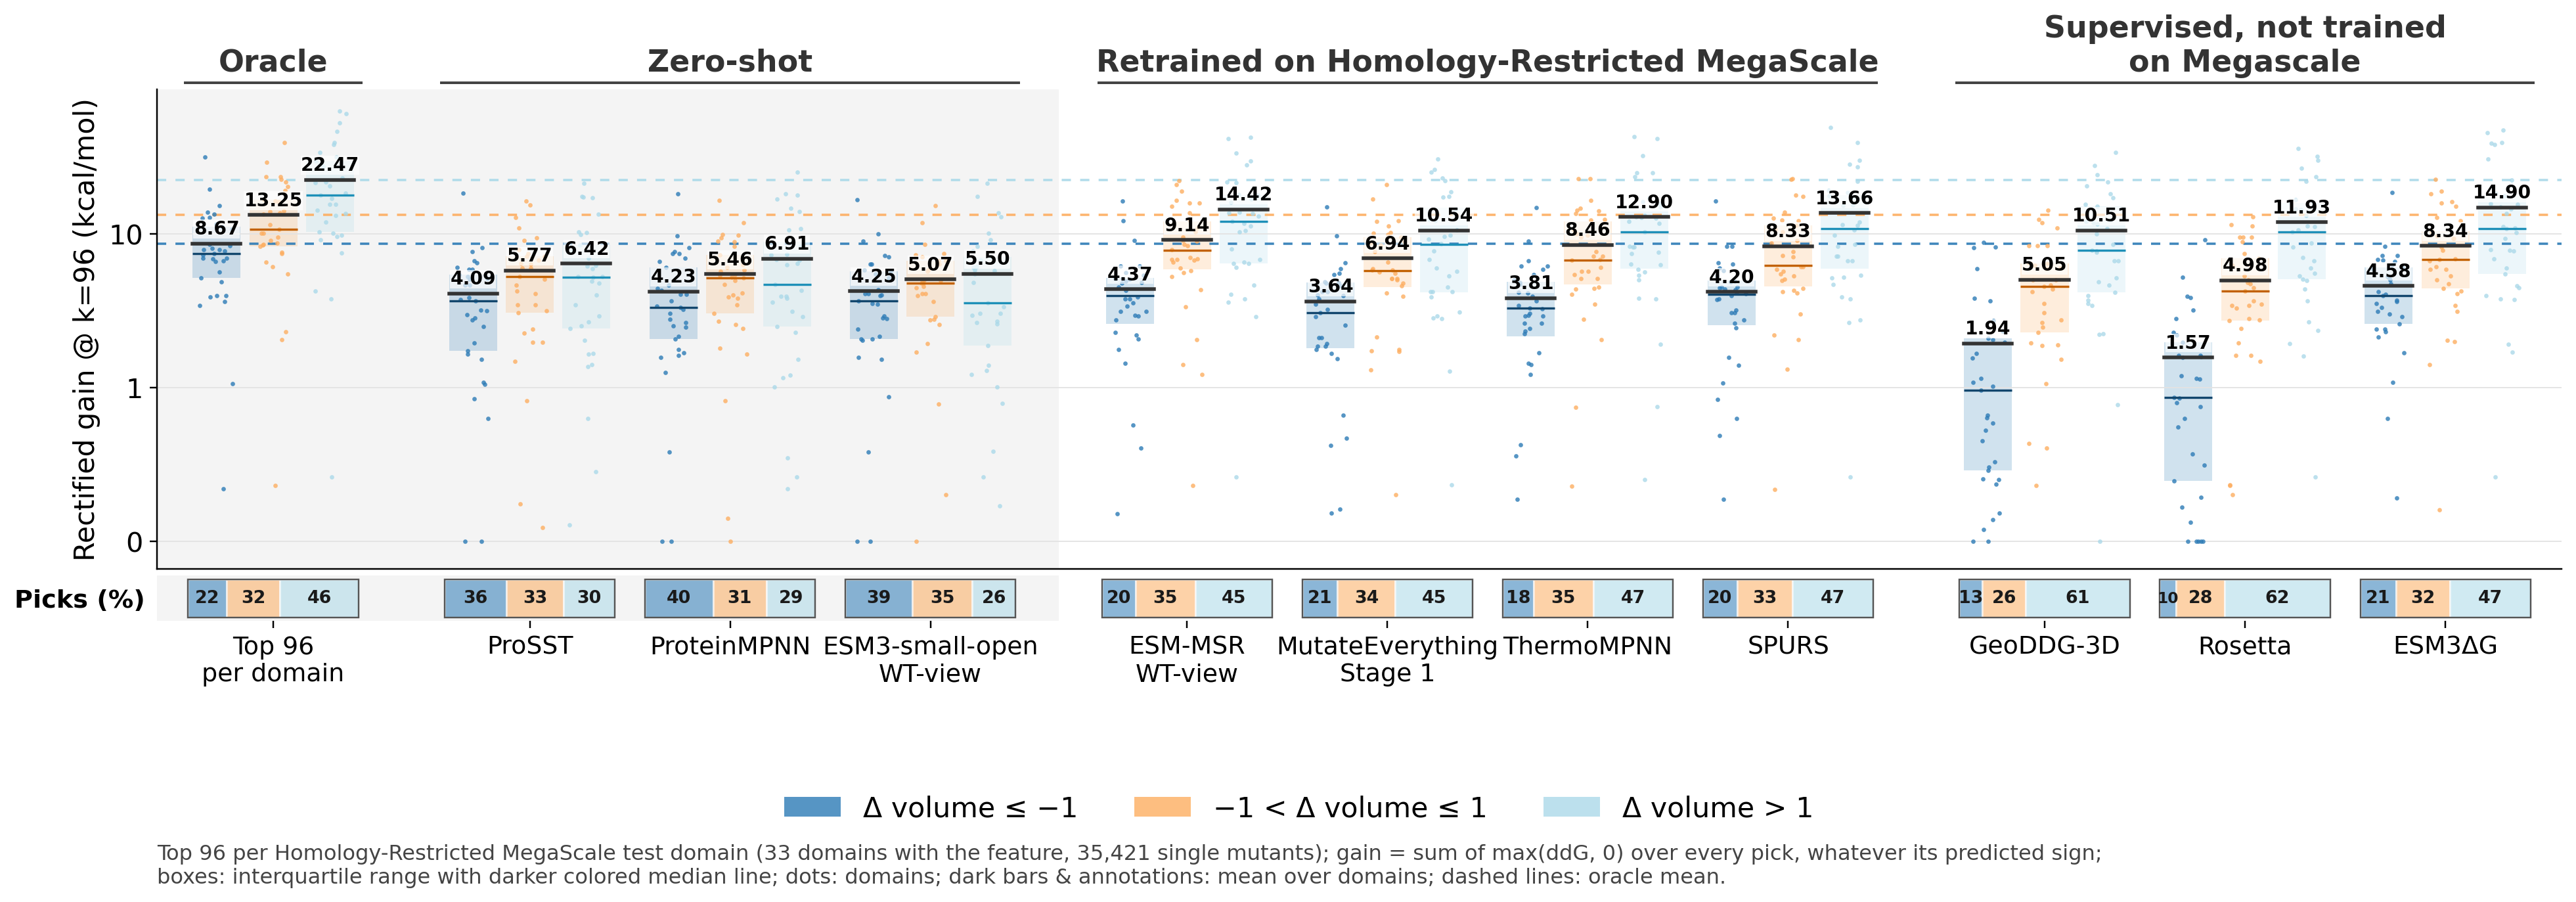 Oracle
Zero-shot
Retrained on Homology-Restricted MegaScale
Supervised, not trained
on Megascale
Rectified gain @ k=96 (kcal/mol)
10
1
0
8.67
13.25
22.47
4.09
5.77
6.42
4.23
5.46
6.91
4.25
5.07
5.50
4.37
9.14
14.42
3.64
6.94
10.54
3.81
8.46
12.90
4.20
8.33
13.66
1.94
5.05
10.51
1.57
4.98
11.93
4.58
8.34
14.90
Picks (%)
22 32 46
36 33 30
40 31 29
39 35 26
20 35 45
21 34 45
18 35 47
20 33 47
13 26 61
10 28 62
21 32 47
Top 96
per domain
ProSST
ProteinMPNN
ESM3-small-open
WT-view
ESM-MSR
WT-view
MutateEverything
Stage 1
ThermoMPNN
SPURS
GeoDDG-3D
Rosetta
ESM3ΔG
Δ volume ≤ −1
−1 < Δ volume ≤ 1
Δ volume > 1
Top 96 per Homology-Restricted MegaScale test domain (33 domains with the feature, 35,421 single mutants); gain = sum of max(ddG, 0) over every pick, whatever its predicted sign;
boxes: interquartile range with darker colored median line; dots: domains; dark bars & annotations: mean over domains; dashed lines: oracle mean.